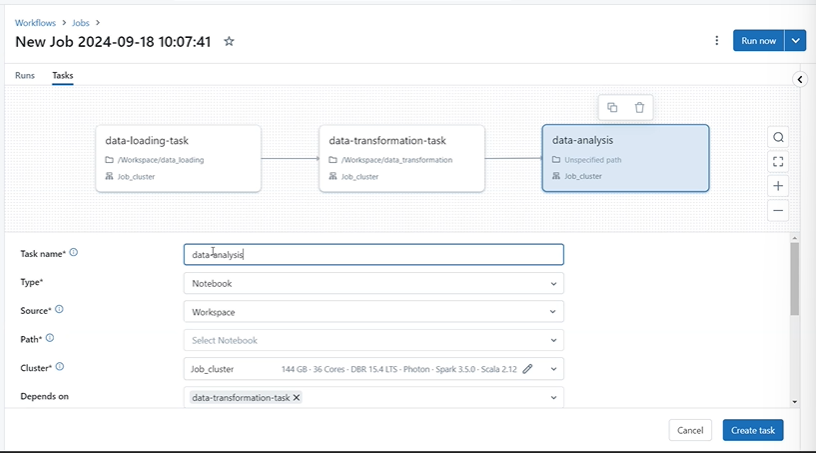 Workflows > Jobs >
New Job 2024-09-18 10:07:41
Run now
Runs Tasks
data-loading-task
/Workspace/data_loading
Job_cluster
data-transformation-task
/Workspace/data_transformation
Job_cluster
data-analysis
Unspecified path
Job_cluster
Task name* data-analysis
Type* Notebook
Source* Workspace
Path* Select Notebook
Cluster* Job_cluster 144 GB · 36 Cores · DBR 15.4 LTS · Photon · Spark 3.5.0 · Scala 2.12
Depends on data-transformation-task
Cancel Create task